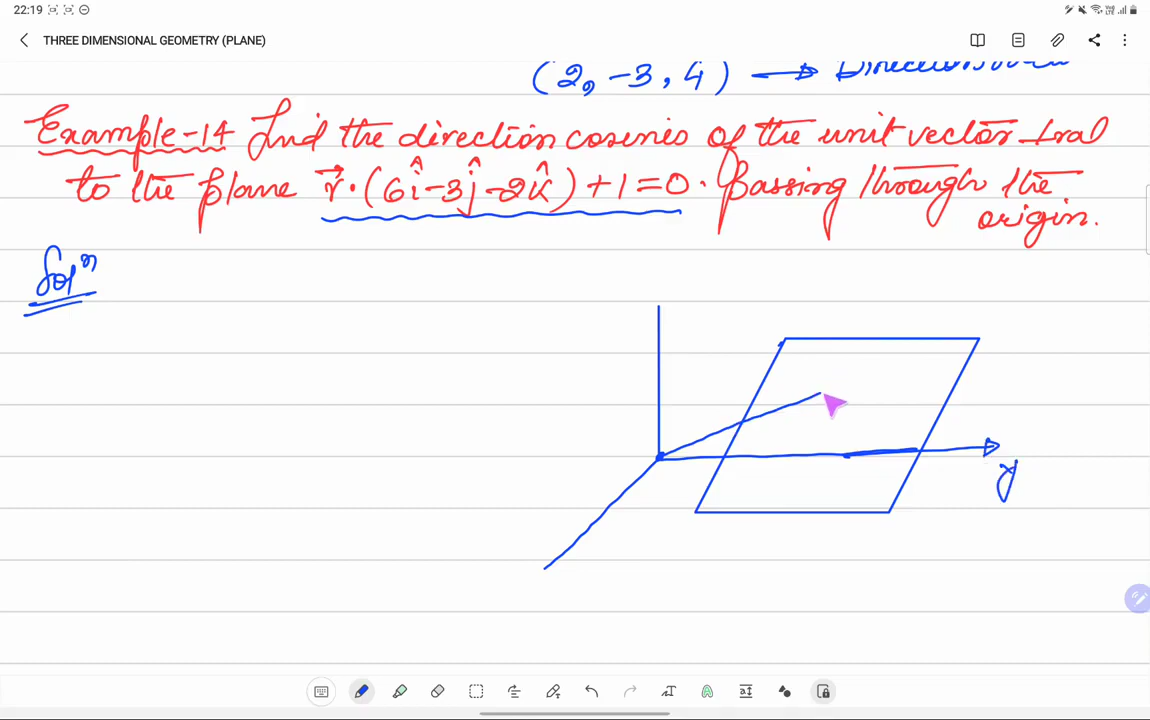 22:19
THREE DIMENSIONAL GEOMETRY (PLANE)
(2, -3, 4) → Direction
Example-14 find the direction cosines of the unit vector ⊥ral
to the plane r⃗·(6î-3ĵ-2k̂)+1=0. Passing through the
origin.
Solⁿ
y